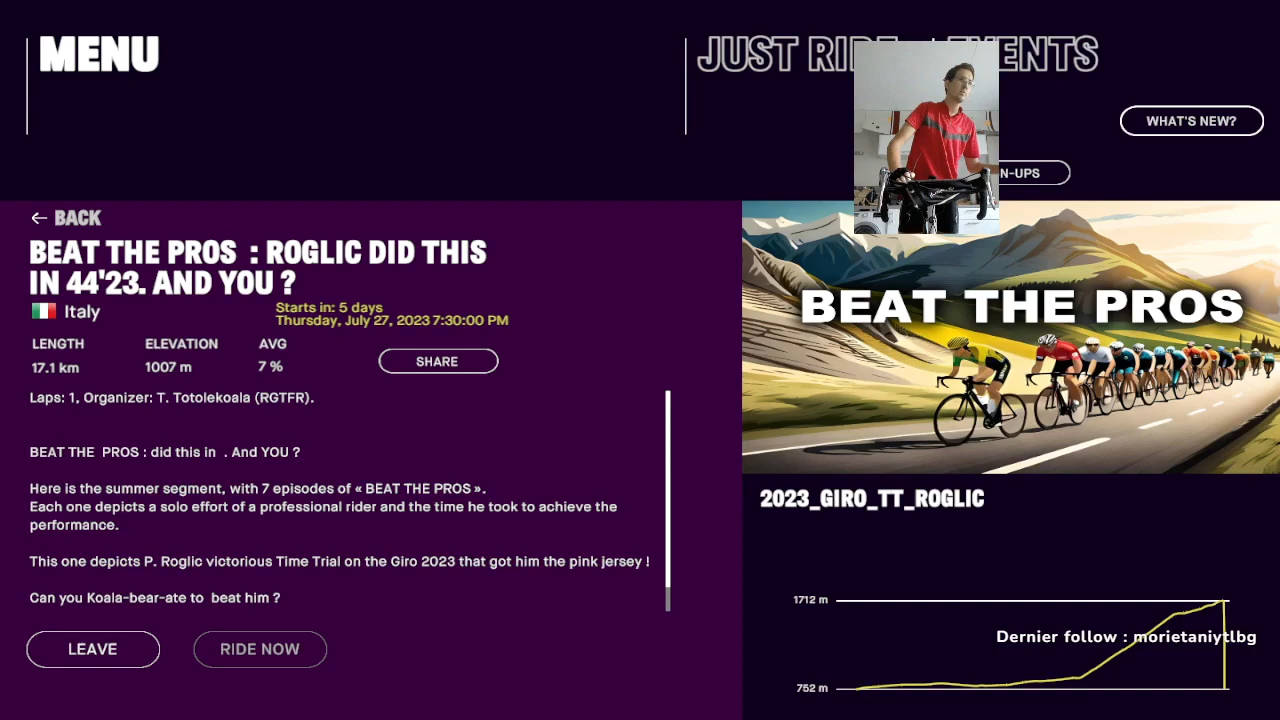 MENU
JUST RIDE
EVENTS
WHAT'S NEW?
N-UPS
← BACK
BEAT THE PROS : ROGLIC DID THIS
IN 44'23. AND YOU ?
Italy
Starts in: 5 days
Thursday, July 27, 2023 7:30:00 PM
LENGTH ELEVATION AVG
17.1 km 1007 m 7 %
SHARE
Laps: 1, Organizer: T. Totolekoala (RGTFR).
BEAT THE PROS : did this in . And YOU ?
Here is the summer segment, with 7 episodes of « BEAT THE PROS ».
Each one depicts a solo effort of a professional rider and the time he took to achieve the
performance.
This one depicts P. Roglic victorious Time Trial on the Giro 2023 that got him the pink jersey !
Can you Koala-bear-ate to beat him ?
LEAVE
RIDE NOW
BEAT THE PROS
2023_GIRO_TT_ROGLIC
1712 m
Dernier follow : morietaniytlbg
752 m